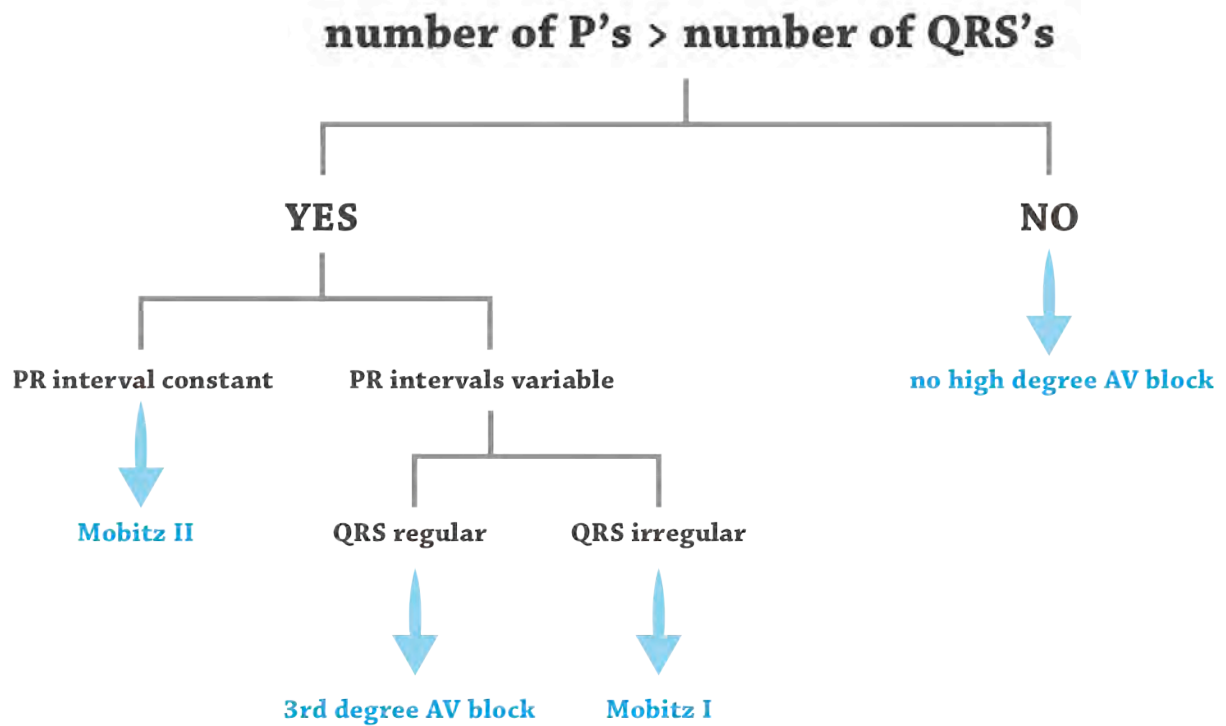 number of P’s > number of QRS’s
YES
NO
PR interval constant
PR intervals variable
no high degree AV block
Mobitz II
QRS regular
QRS irregular
3rd degree AV block
Mobitz I